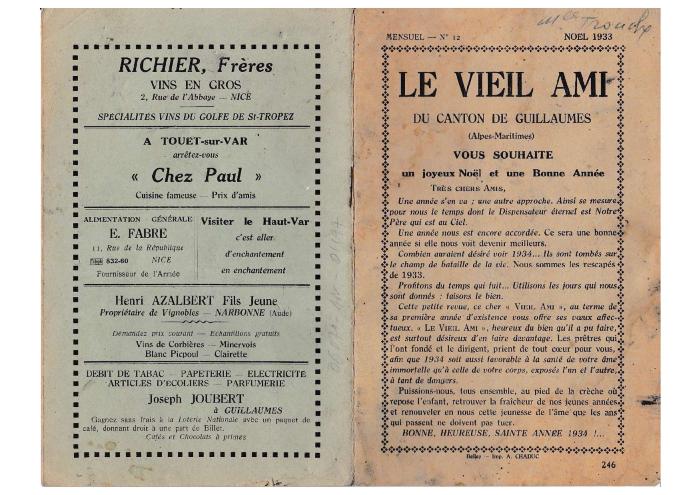 RICHIER, Frères
VINS EN GROS
2, Rue de l'Abbaye — NICE
SPECIALITES VINS DU GOLFE DE St-TROPEZ
A TOUET-sur-VAR
arrêtez-vous
« Chez Paul »
Cuisine fameuse — Prix d'amis
ALIMENTATION GÉNÉRALE
E. FABRE
11, Rue de la République
832-60 NICE
Fournisseur de l'Armée
Visiter le Haut-Var
c'est aller
d'enchantement
en enchantement
Henri AZALBERT Fils Jeune
Propriétaire de Vignobles — NARBONNE (Aude)
Demandez prix courant — Echantillons gratuits
Vins de Corbières — Minervois
Blanc Picpoul — Clairette
DEBIT DE TABAC — PAPETERIE — ELECTRICITE
ARTICLES D'ECOLIERS — PARFUMERIE
Joseph JOUBERT
à GUILLAUMES
Gagnez sans frais à la Loterie Nationale avec un paquet de
café, donnant droit à une part de Billet.
Cafés et Chocolats à primes
MENSUEL — N° 12 NOEL 1933
LE VIEIL AMI
DU CANTON DE GUILLAUMES
(Alpes-Maritimes)
VOUS SOUHAITE
un joyeux Noël et une Bonne Année
TRÈS CHERS AMIS,
Une année s'en va ; une autre approche. Ainsi se mesure
pour nous le temps dont le Dispensateur éternel est Notre
Père qui est au Ciel.
Une année nous est encore accordée. Ce sera une bonne
année si elle nous voit devenir meilleurs.
Combien auraient désiré voir 1934... Ils sont tombés sur
le champ de bataille de la vie. Nous sommes les rescapés
de 1933.
Profitons du temps qui fuit... Utilisons les jours qui nous
sont donnés : faisons le bien.
Cette petite revue, ce cher « VIEIL AMI », au terme de
sa première année d'existence vous offre ses vœux affec-
tueux. « LE VIEIL AMI », heureux du bien qu'il a pu faire,
est surtout désireux d'en faire davantage. Les prêtres qui
l'ont fondé et le dirigent, prient de tout cœur pour vous,
afin que 1934 soit aussi favorable à la santé de votre âme
immortelle qu'à celle de votre corps, exposés l'un et l'autre
à tant de dangers.
Puissions-nous, tous ensemble, au pied de la crèche où
repose l'enfant, retrouver la fraîcheur de nos jeunes années
et renouveler en nous cette jeunesse de l'âme que les ans
qui passent ne doivent pas tuer.
BONNE, HEUREUSE, SAINTE ANNÉE 1934 !...
Belley — Imp. A. CHADUC
246